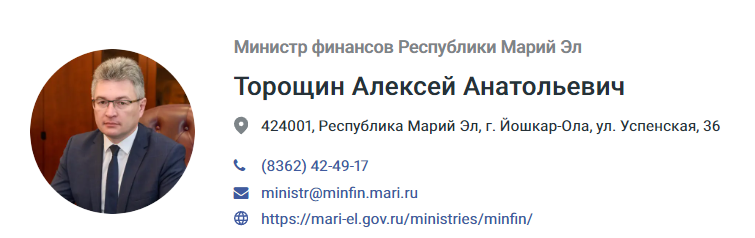 Министр финансов Республики Марий Эл
Торощин Алексей Анатольевич
424001, Республика Марий Эл, г. Йошкар-Ола, ул. Успенская, 36
(8362) 42-49-17
ministr@minfin.mari.ru
https://mari-el.gov.ru/ministries/minfin/